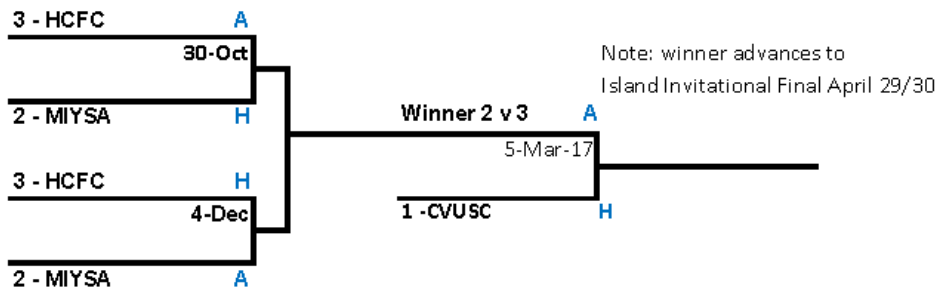 3 - HCFC A
30-Oct
2 - MIYSA H
Note: winner advances to
Island Invitational Final April 29/30
Winner 2 v 3 A
5-Mar-17
1 -CVUSC H
3 - HCFC H
4-Dec
2 - MIYSA A